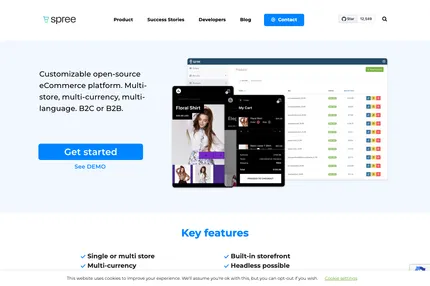 spree
Product
Success Stories
Developers
Blog
Contact
Star
12,549
Customizable open-source
eCommerce platform. Multi-
store, multi-currency, multi-
language. B2C or B2B.
Get started
See DEMO
Floral Shirt
My Cart
Key features
Single or multi store
Multi-currency
Built-in storefront
Headless possible
This website uses cookies to improve your experience. We'll assume you're ok with this, but you can opt-out if you wish.
Cookie settings